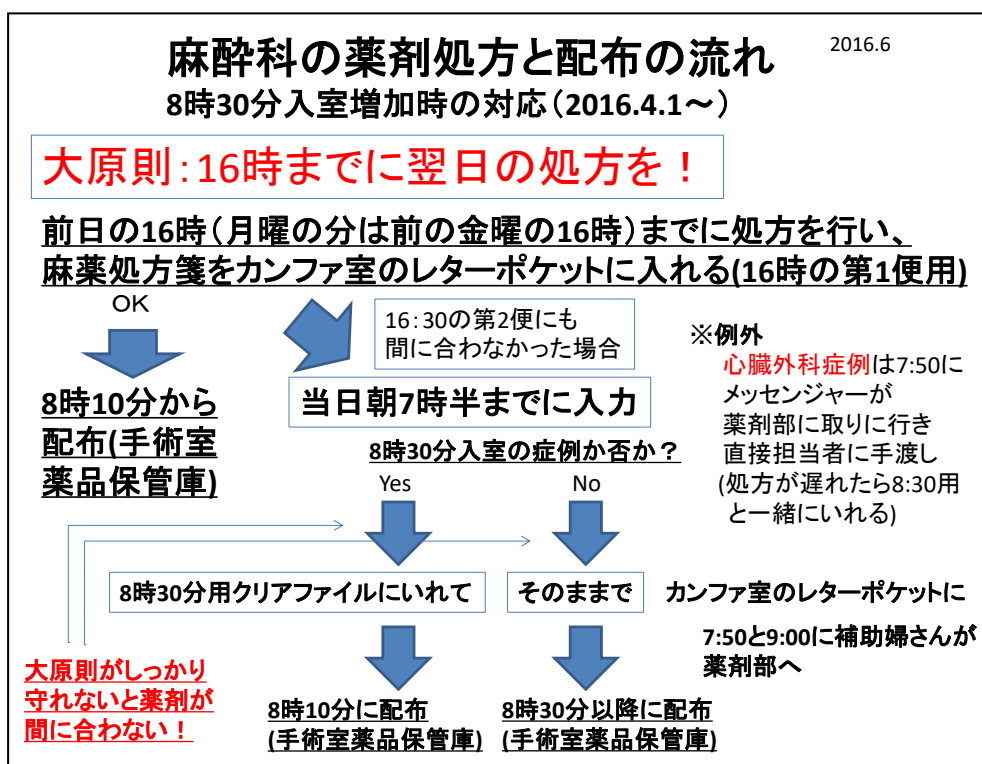 麻酔科の薬剤処方と配布の流れ
2016.6
8時30分入室増加時の対応（2016.4.1～）
大原則：16時までに翌日の処方を！
前日の16時（月曜の分は前の金曜の16時）までに処方を行い、
麻薬処方箋をカンファ室のレターポケットに入れる(16時の第1便用)
OK
16：30の第2便にも
間に合わなかった場合
※例外
心臓外科症例は7:50に
メッセンジャーが
薬剤部に取りに行き
直接担当者に手渡し
(処方が遅れたら8:30用
と一緒にいれる)
8時10分から
配布(手術室
薬品保管庫)
当日朝7時半までに入力
8時30分入室の症例か否か？
Yes
No
8時30分用クリアファイルにいれて
そのままで
カンファ室のレターポケットに
7:50と9:00に補助婦さんが
薬剤部へ
大原則がしっかり
守れないと薬剤が
間に合わない！
8時10分に配布
(手術室薬品保管庫)
8時30分以降に配布
(手術室薬品保管庫)